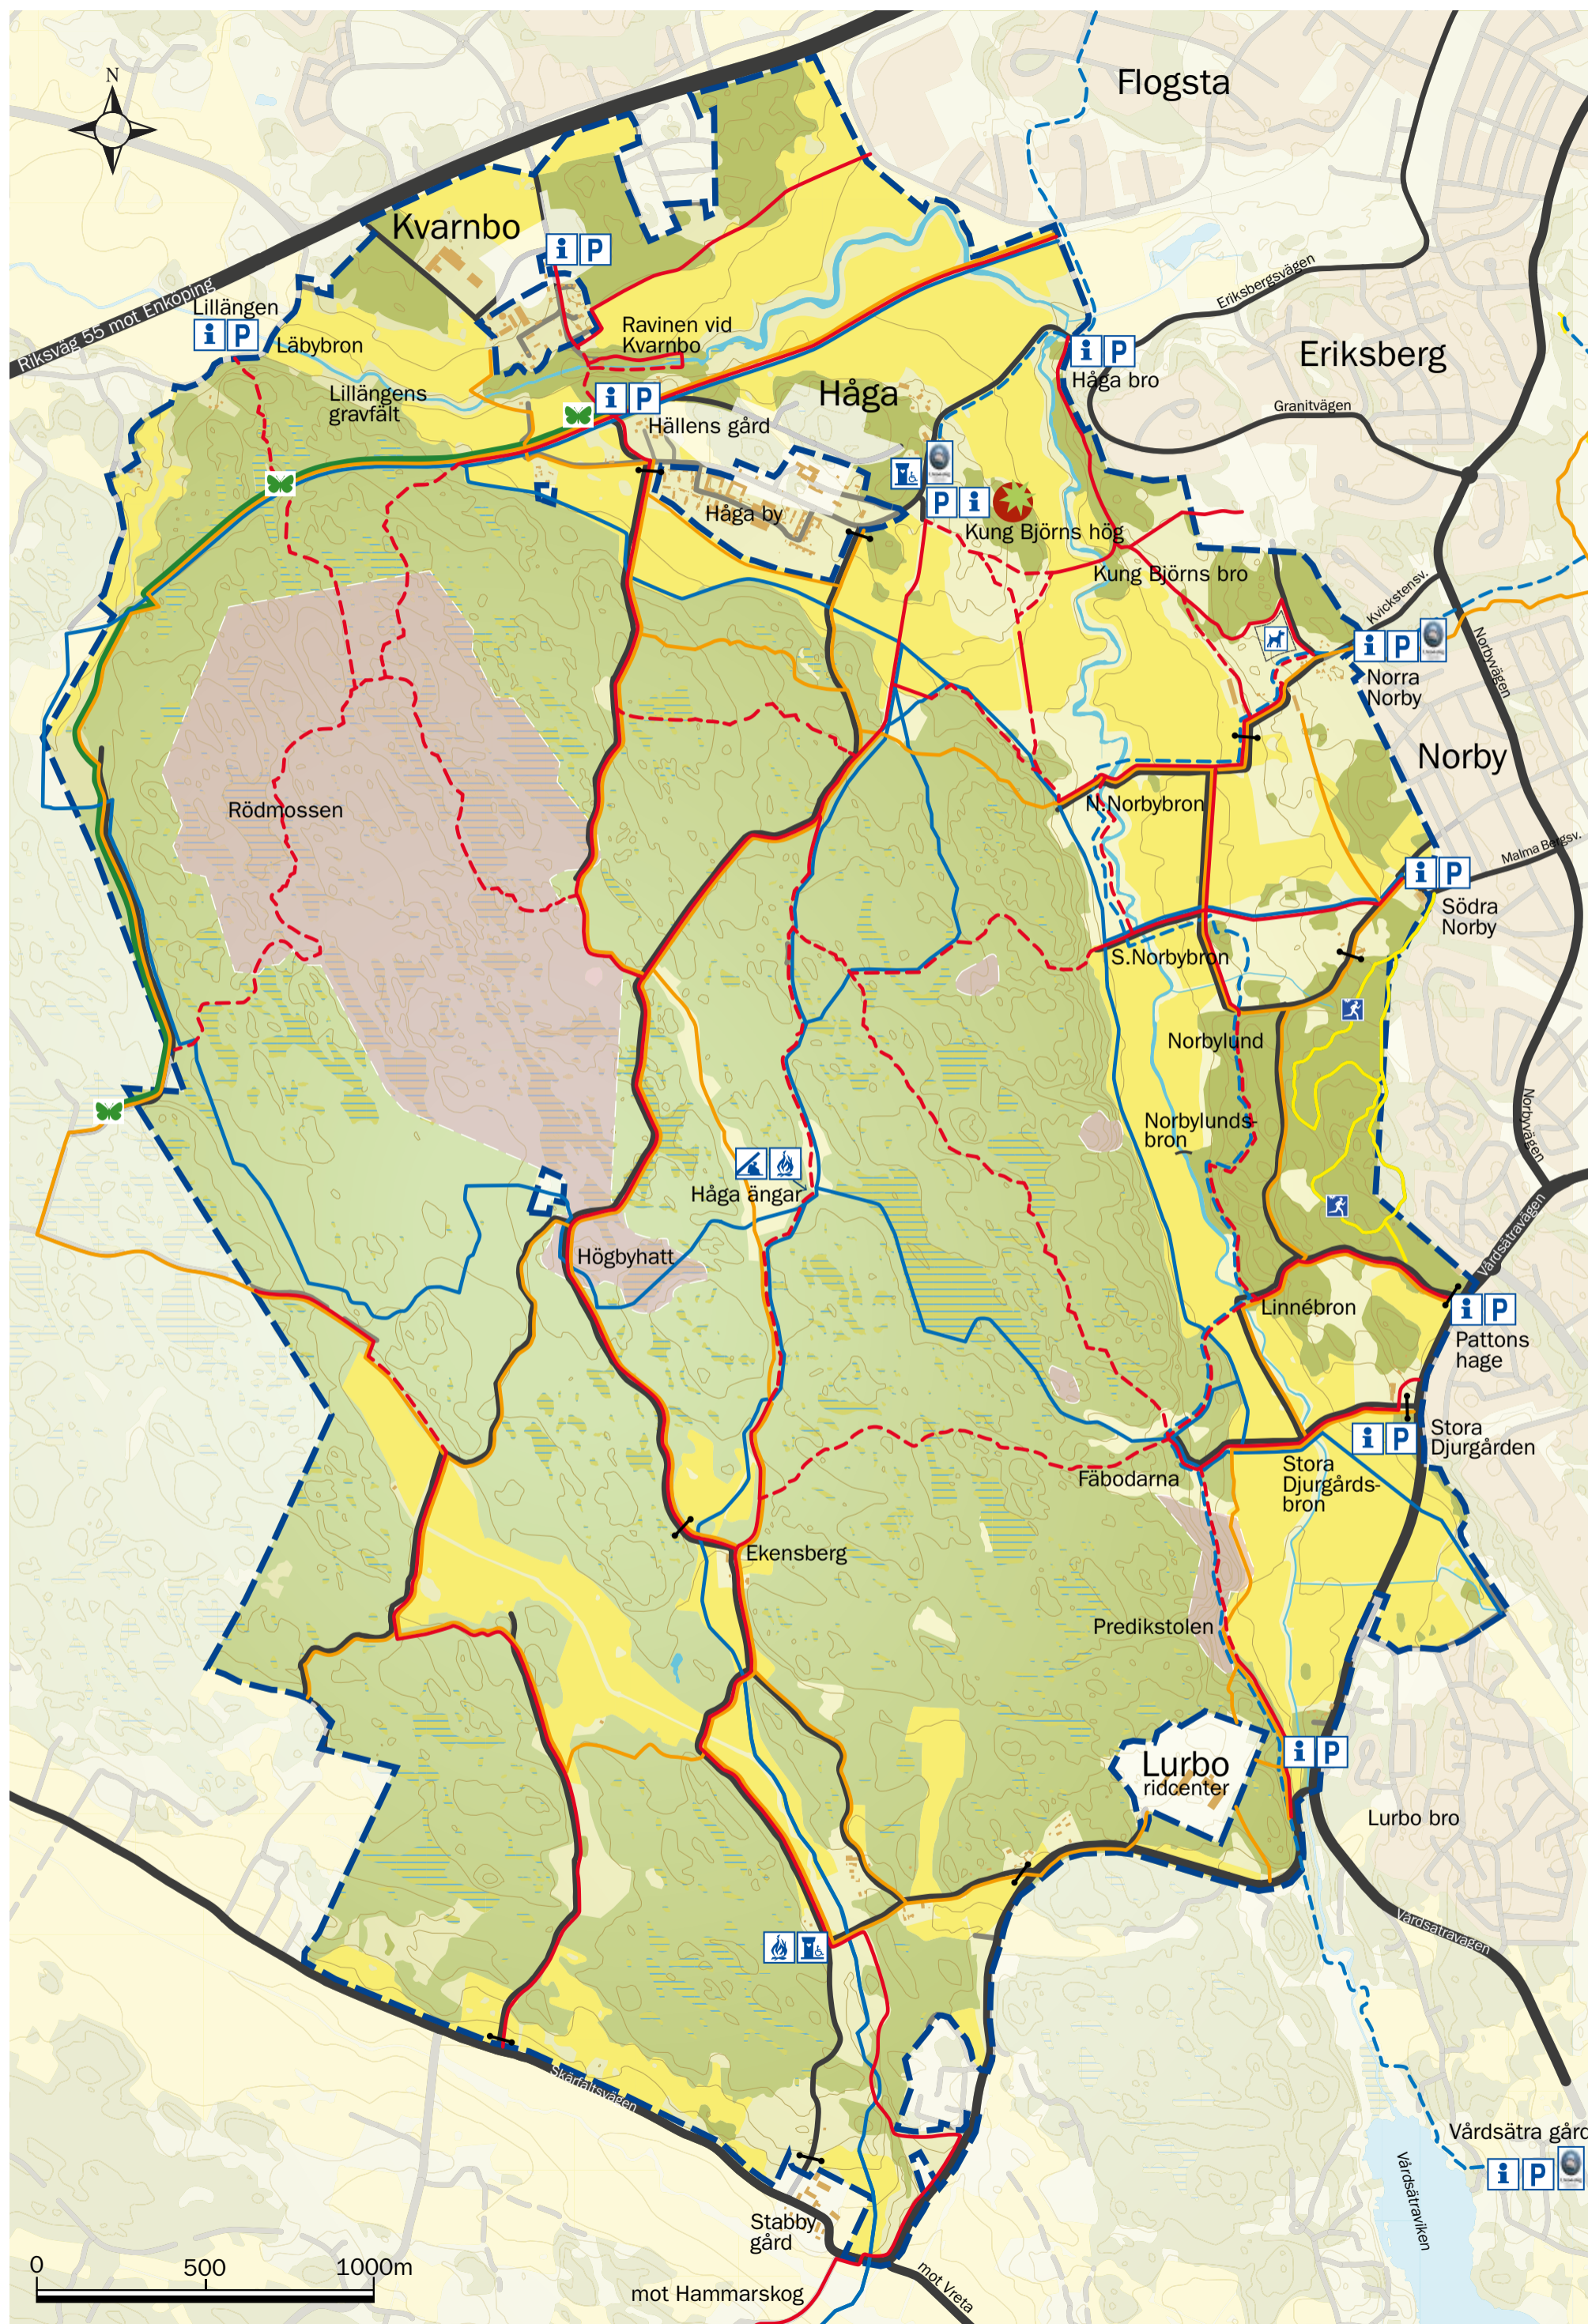 Flogsta
N
Kvarnbo
i P
Riksväg 55 mot Enköping
Lillängen
i P
Läbybron
Ravinen vid
Kvarnbo
Eriksbergsvägen
Eriksberg
i P
Håga bro
Lillängens
gravfält
i P
Håga
Hällens gård
Granitvägen
Håga by
P i
Kung Björns hög
Kung Björns bro
Kvickstensv.
Norbyvägen
i P
Norra
Norby
Norby
Rödmossen
N.Norbybron
Malma Bergsv.
i P
Södra
Norby
S.Norbybron
Norbylund
Norbylunds-
bron
Norbyvägen
Håga ängar
Högbyhatt
Vårdsätravägen
Linnébron
i P
Pattons
hage
Stora
Djurgården
i P
Fäbodarna
Stora
Djurgårds-
bron
Ekensberg
Predikstolen
Lurbo
ridcenter
i P
Lurbo bro
Vårdsätravägen
Skärfältsvägen
Vårdsätra gård
i P
Vårdsätraviken
Stabby
gård
0 500 1000m
mot Hammarskog
mot Vreta